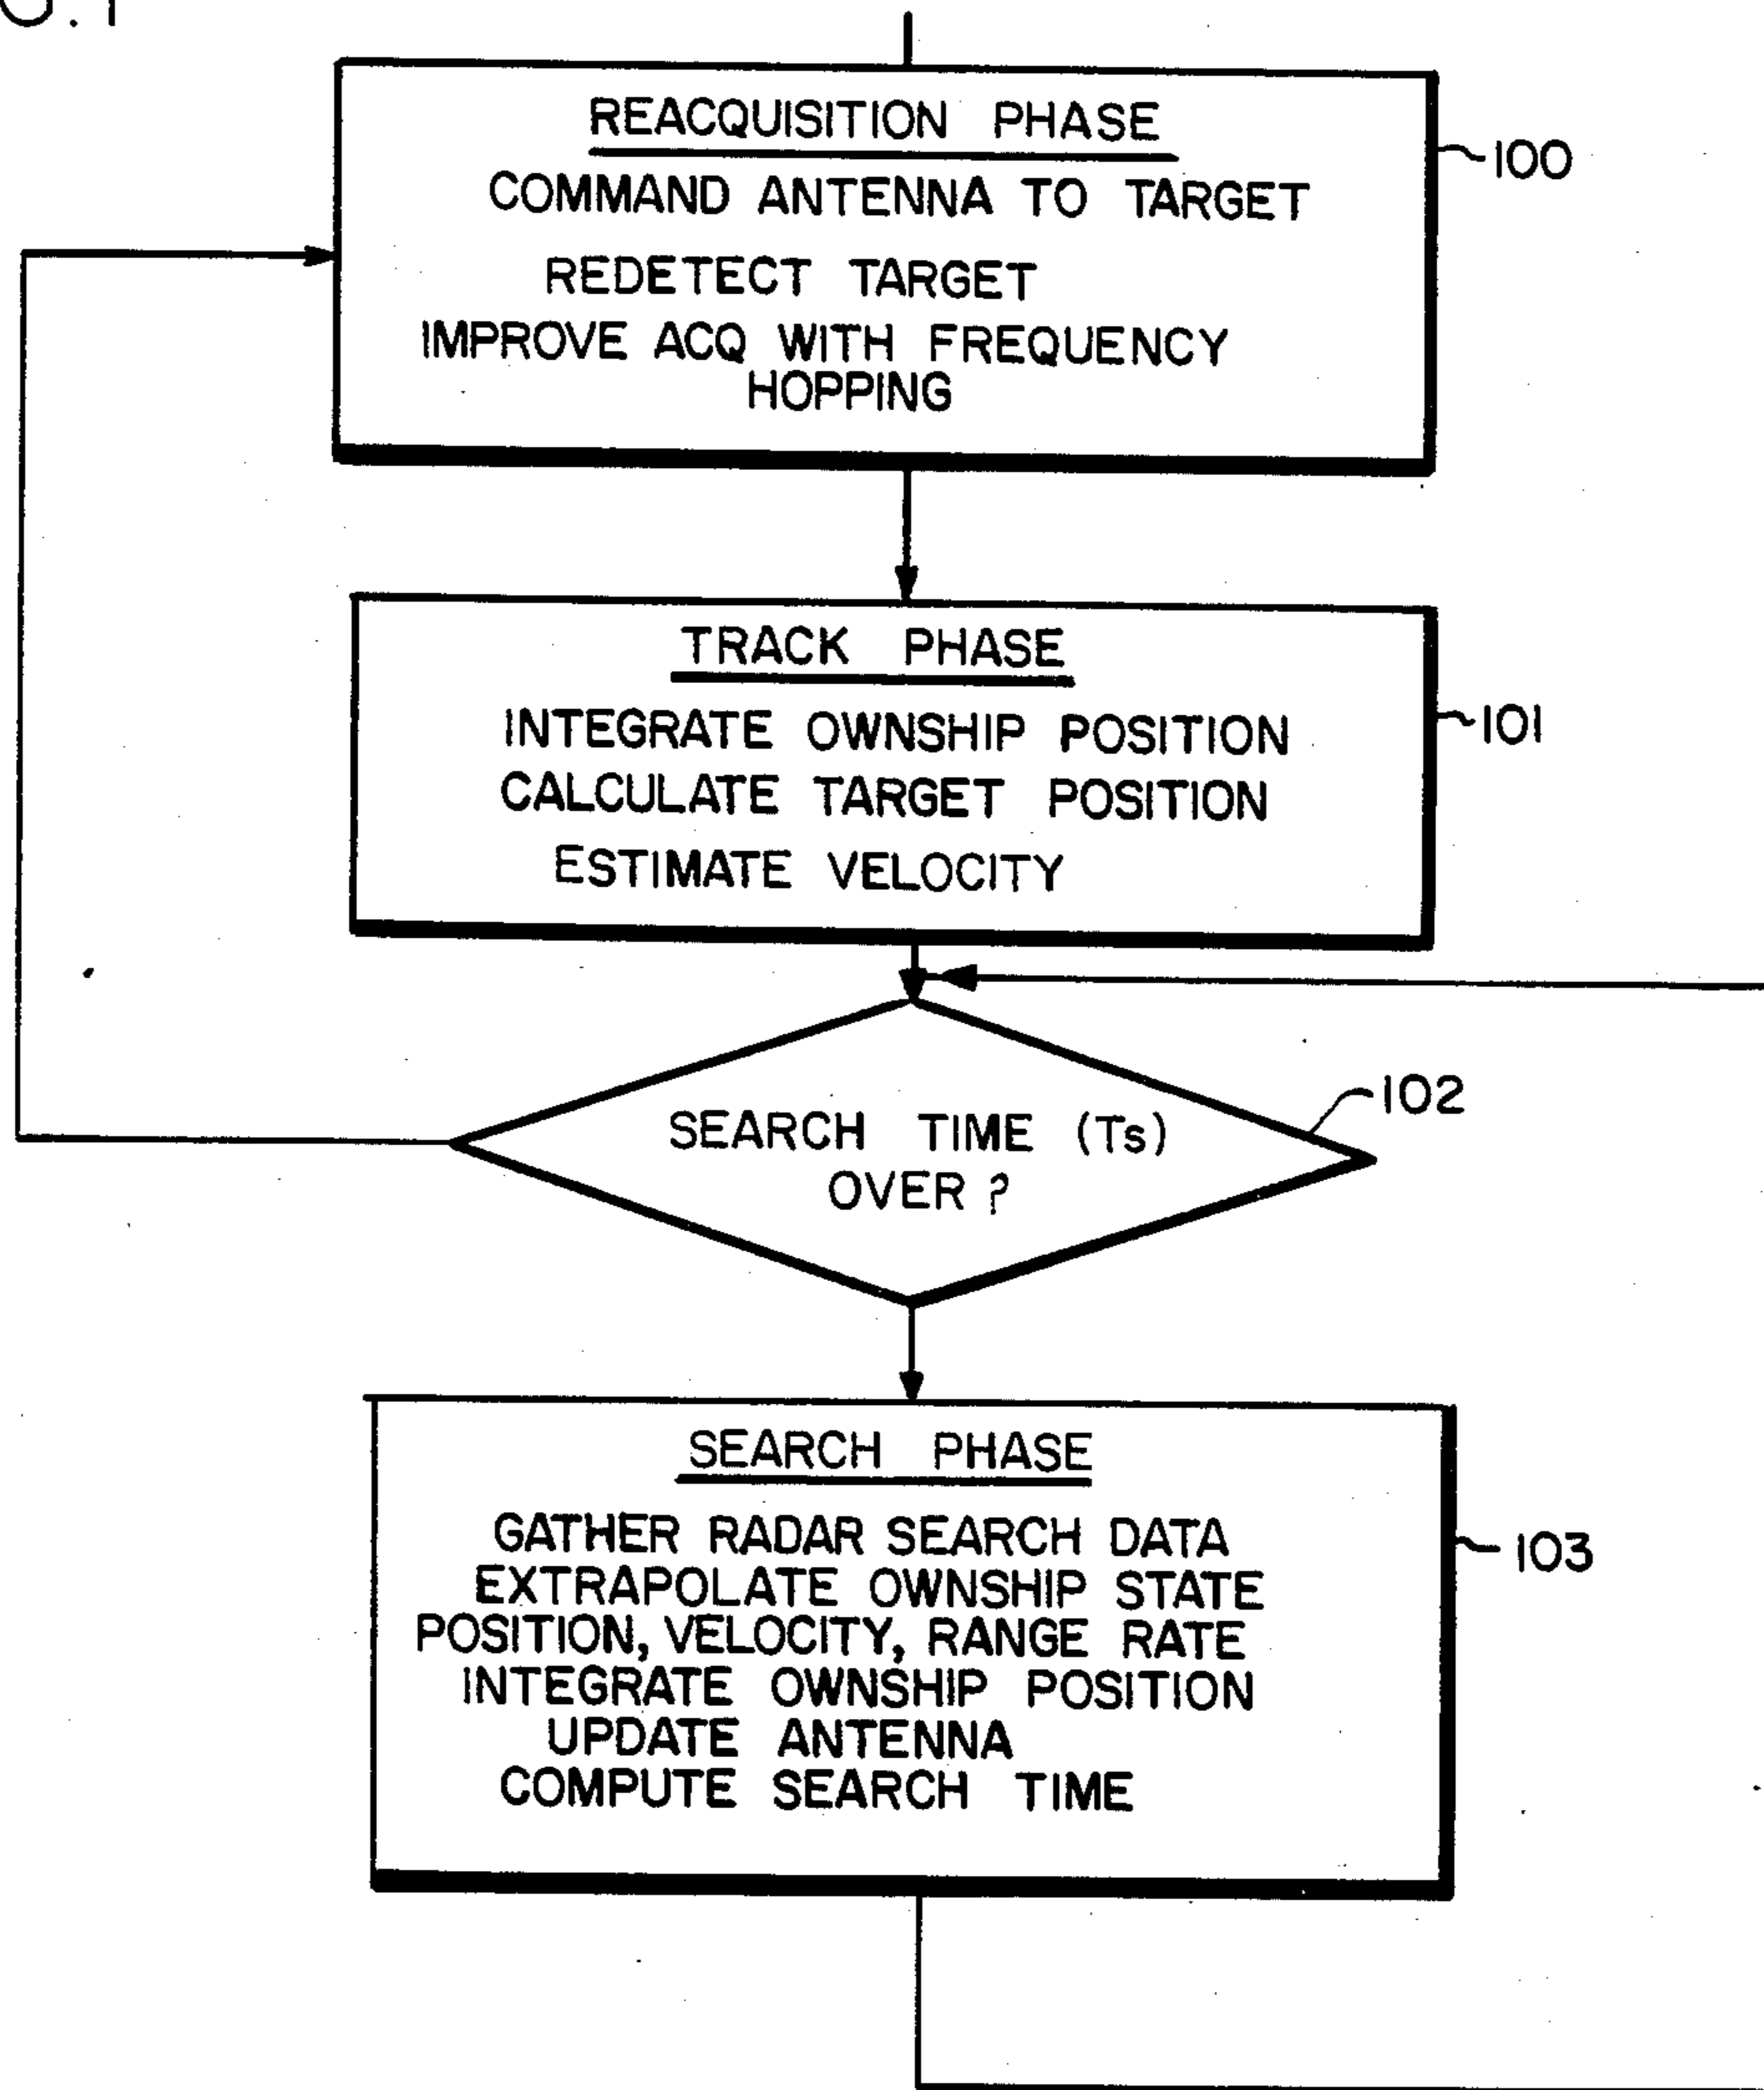 G.1
REACQUISITION PHASE
COMMAND ANTENNA TO TARGET
REDETECT TARGET
IMPROVE ACQ WITH FREQUENCY
HOPPING
100
TRACK PHASE
INTEGRATE OWNSHIP POSITION
CALCULATE TARGET POSITION
ESTIMATE VELOCITY
101
SEARCH TIME (Ts)
OVER?
102
SEARCH PHASE
GATHER RADAR SEARCH DATA
EXTRAPOLATE OWNSHIP STATE
POSITION, VELOCITY, RANGE RATE
INTEGRATE OWNSHIP POSITION
UPDATE ANTENNA
COMPUTE SEARCH TIME
103